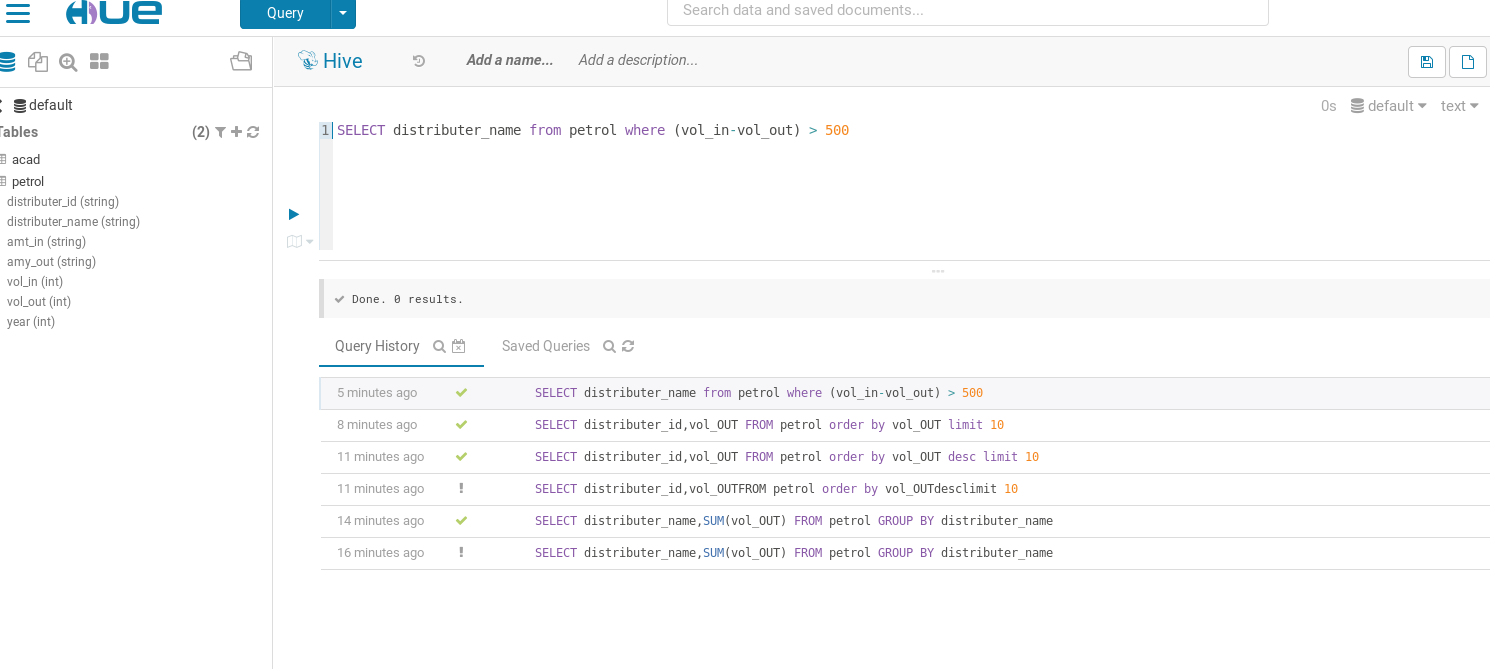 HUE
Query
Search data and saved documents...
Hive
Add a name...
Add a description...
default
Tables
(2)
acad
petrol
distributer_id (string)
distributer_name (string)
amt_in (string)
amy_out (string)
vol_in (int)
vol_out (int)
year (int)
0s
default
text
1 SELECT distributer_name from petrol where (vol_in-vol_out) > 500
Done. 0 results.
Query History
Saved Queries
5 minutes ago SELECT distributer_name from petrol where (vol_in-vol_out) > 500
8 minutes ago SELECT distributer_id,vol_OUT FROM petrol order by vol_OUT limit 10
11 minutes ago SELECT distributer_id,vol_OUT FROM petrol order by vol_OUT desc limit 10
11 minutes ago ! SELECT distributer_id,vol_OUTFROM petrol order by vol_OUTdesclimit 10
14 minutes ago SELECT distributer_name,SUM(vol_OUT) FROM petrol GROUP BY distributer_name
16 minutes ago ! SELECT distributer_name,SUM(vol_OUT) FROM petrol GROUP BY distributer_name